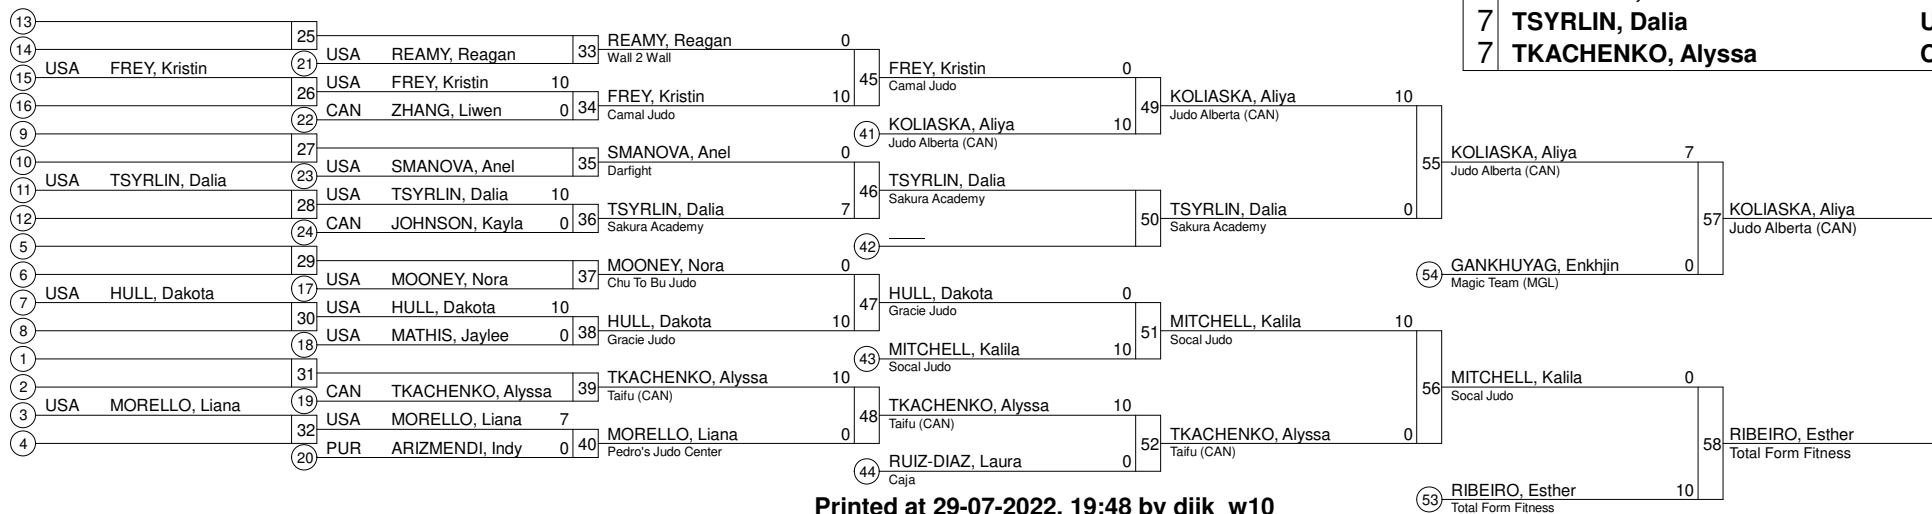 7 TSYRLIN, Dalia
7 TKACHENKO, Alyssa
13
25
14
USA REAMY, Reagan
33
REAMY, Reagan 0
Wall 2 Wall
21
15
USA FREY, Kristin
45
FREY, Kristin 0
Camal Judo
USA FREY, Kristin 10
26
16
CAN ZHANG, Liwen 0
34
FREY, Kristin 10
Camal Judo
22
49
KOLIASKA, Aliya 10
Judo Alberta (CAN)
9
41
KOLIASKA, Aliya 10
Judo Alberta (CAN)
27
10
USA SMANOVA, Anel
35
SMANOVA, Anel 0
Darfight
23
55
KOLIASKA, Aliya 7
Judo Alberta (CAN)
11
USA TSYRLIN, Dalia
46
TSYRLIN, Dalia
Sakura Academy
USA TSYRLIN, Dalia 10
28
12
CAN JOHNSON, Kayla 0
36
TSYRLIN, Dalia 7
Sakura Academy
24
50
TSYRLIN, Dalia 0
Sakura Academy
57
KOLIASKA, Aliya
Judo Alberta (CAN)
5
42
29
6
USA MOONEY, Nora
37
MOONEY, Nora 0
Chu To Bu Judo
17
54
GANKHUYAG, Enkhjin 0
Magic Team (MGL)
7
USA HULL, Dakota
47
HULL, Dakota 0
Gracie Judo
USA HULL, Dakota 10
30
8
USA MATHIS, Jaylee 0
38
HULL, Dakota 10
Gracie Judo
18
51
MITCHELL, Kalila 10
Socal Judo
1
43
MITCHELL, Kalila 10
Socal Judo
31
2
CAN TKACHENKO, Alyssa
39
TKACHENKO, Alyssa 10
Taifu (CAN)
19
56
MITCHELL, Kalila 0
Socal Judo
3
USA MORELLO, Liana
48
TKACHENKO, Alyssa 10
Taifu (CAN)
USA MORELLO, Liana 7
32
4
PUR ARIZMENDI, Indy 0
40
MORELLO, Liana 0
Pedro's Judo Center
20
52
TKACHENKO, Alyssa 0
Taifu (CAN)
58
RIBEIRO, Esther
Total Form Fitness
44
RUIZ-DIAZ, Laura 0
Caja
53
RIBEIRO, Esther 10
Total Form Fitness
Printed at 29-07-2022, 19:48 by djjk_w10